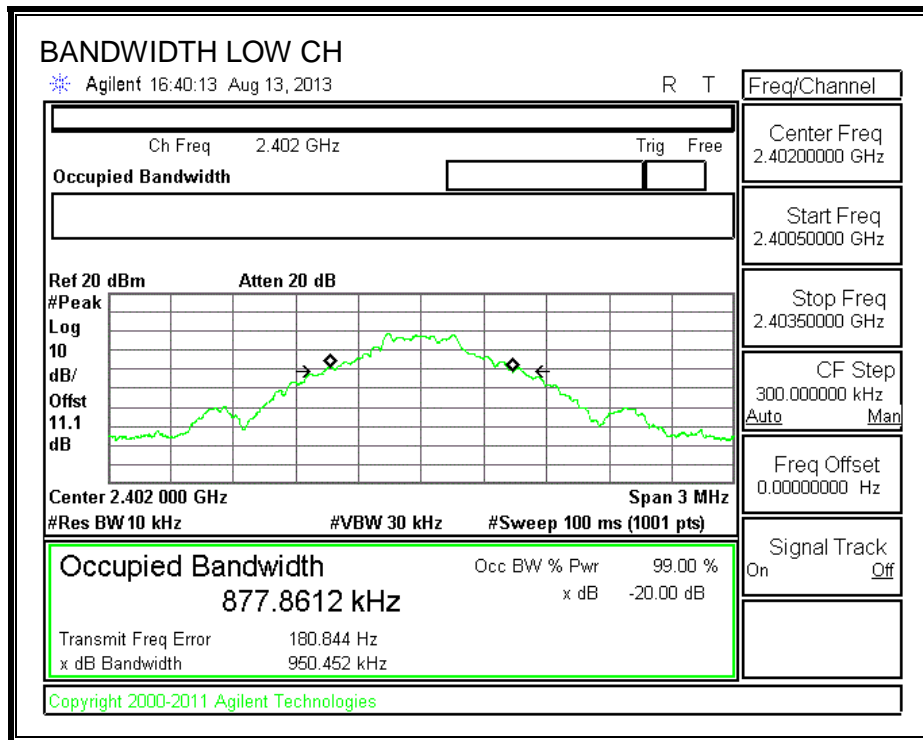 BANDWIDTH LOW CH
Agilent 16:40:13 Aug 13, 2013 R T
Freq/Channel
Ch Freq 2.402 GHz Trig Free
Occupied Bandwidth
Center Freq
2.40200000 GHz
Start Freq
2.40050000 GHz
Stop Freq
2.40350000 GHz
CF Step
300.000000 kHz
Auto Man
Freq Offset
0.00000000 Hz
Signal Track
On Off
Ref 20 dBm Atten 20 dB
#Peak
Log
10
dB/
Offst
11.1
dB
Center 2.402 000 GHz Span 3 MHz
#Res BW 10 kHz #VBW 30 kHz #Sweep 100 ms (1001 pts)
Occupied Bandwidth
877.8612 kHz
Occ BW % Pwr 99.00 %
x dB -20.00 dB
Transmit Freq Error 180.844 Hz
x dB Bandwidth 950.452 kHz
Copyright 2000-2011 Agilent Technologies